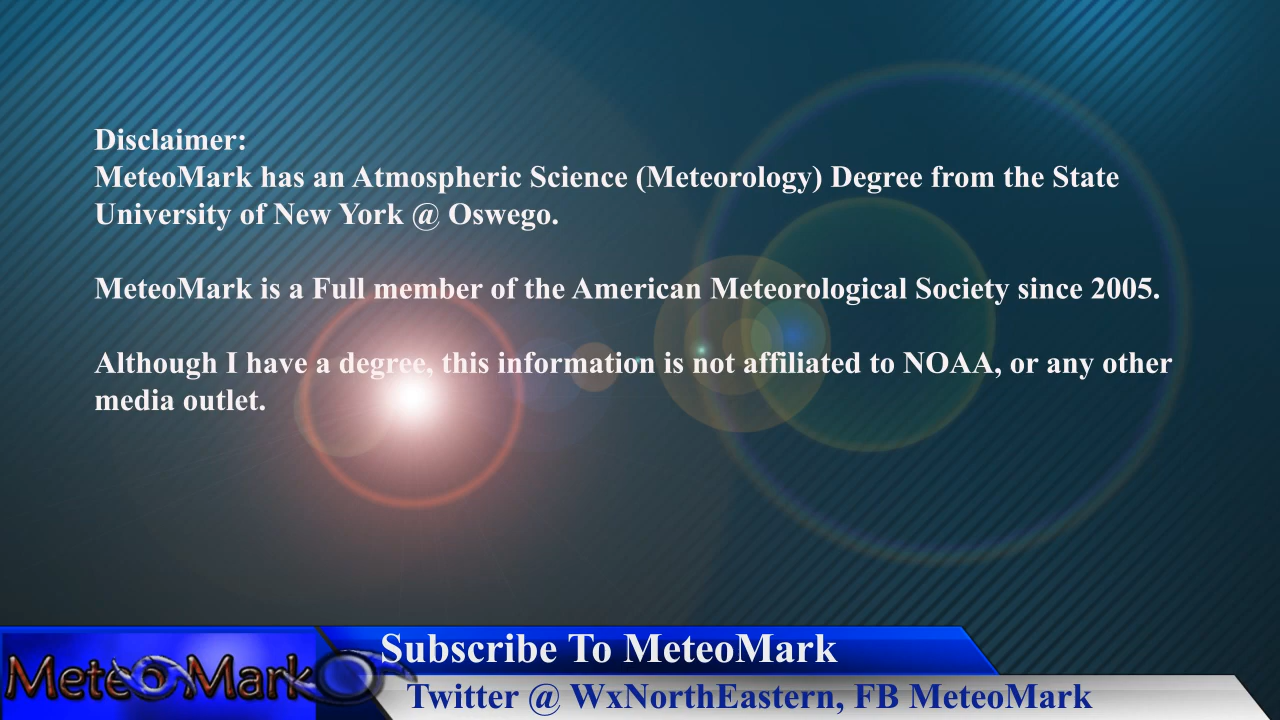 Disclaimer:
MeteoMark has an Atmospheric Science (Meteorology) Degree from the State
University of New York @ Oswego.
MeteoMark is a Full member of the American Meteorological Society since 2005.
Although I have a degree, this information is not affiliated to NOAA, or any other
media outlet.
Subscribe To MeteoMark
MeteoMark
Twitter @ WxNorthEastern, FB MeteoMark